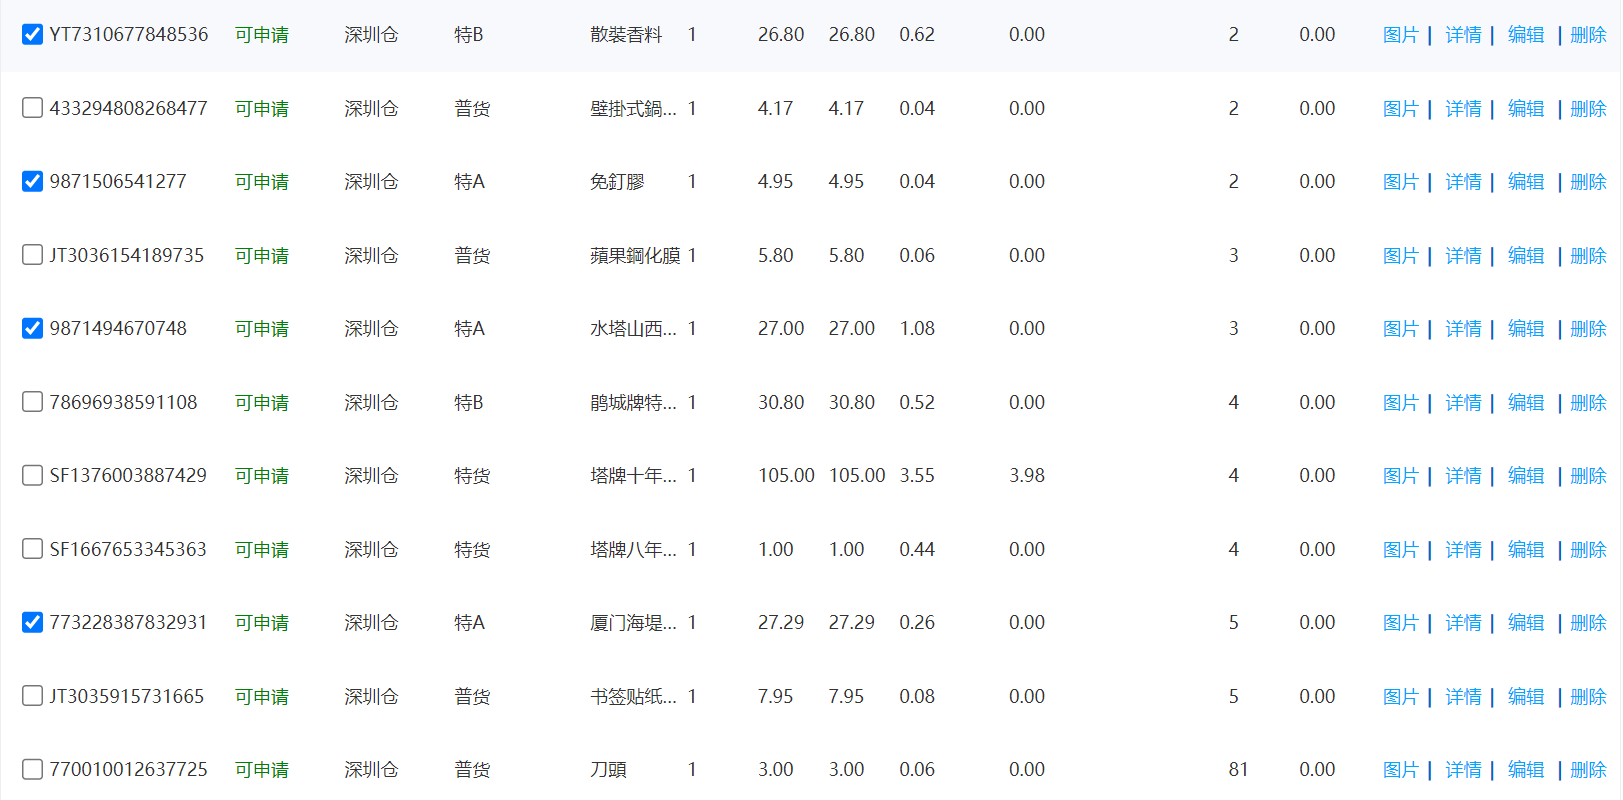 YT7310677848536 可申请 深圳仓 特B 散裝香料 1 26.80 26.80 0.62 0.00 2 0.00 图片 | 详情 | 编辑 | 删除
433294808268477 可申请 深圳仓 普货 壁掛式鍋... 1 4.17 4.17 0.04 0.00 2 0.00 图片 | 详情 | 编辑 | 删除
9871506541277 可申请 深圳仓 特A 免釘膠 1 4.95 4.95 0.04 0.00 2 0.00 图片 | 详情 | 编辑 | 删除
JT3036154189735 可申请 深圳仓 普货 蘋果鋼化膜 1 5.80 5.80 0.06 0.00 3 0.00 图片 | 详情 | 编辑 | 删除
9871494670748 可申请 深圳仓 特A 水塔山西... 1 27.00 27.00 1.08 0.00 3 0.00 图片 | 详情 | 编辑 | 删除
78696938591108 可申请 深圳仓 特B 鹃城牌特... 1 30.80 30.80 0.52 0.00 4 0.00 图片 | 详情 | 编辑 | 删除
SF1376003887429 可申请 深圳仓 特货 塔牌十年... 1 105.00 105.00 3.55 3.98 4 0.00 图片 | 详情 | 编辑 | 删除
SF1667653345363 可申请 深圳仓 特货 塔牌八年... 1 1.00 1.00 0.44 0.00 4 0.00 图片 | 详情 | 编辑 | 删除
773228387832931 可申请 深圳仓 特A 厦门海堤... 1 27.29 27.29 0.26 0.00 5 0.00 图片 | 详情 | 编辑 | 删除
JT3035915731665 可申请 深圳仓 普货 书签贴纸... 1 7.95 7.95 0.08 0.00 5 0.00 图片 | 详情 | 编辑 | 删除
770010012637725 可申请 深圳仓 普货 刀頭 1 3.00 3.00 0.06 0.00 81 0.00 图片 | 详情 | 编辑 | 删除